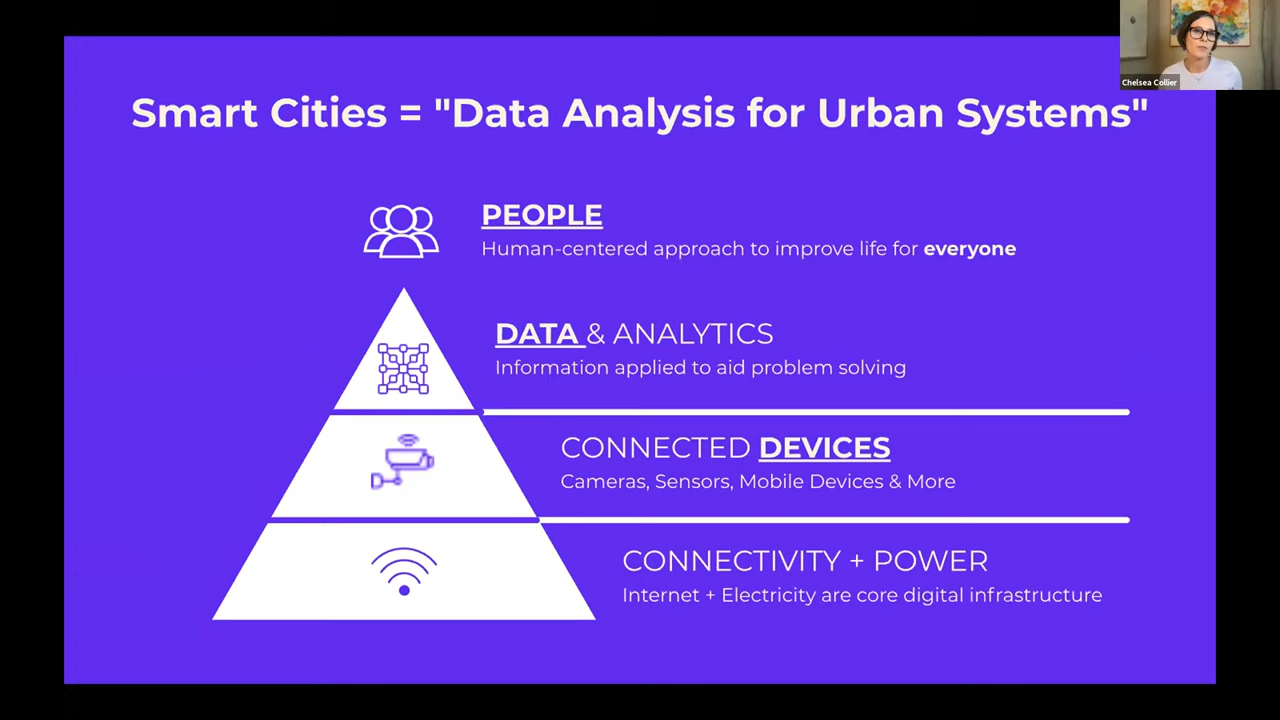 Chelsea Collier
Smart Cities = "Data Analysis for Urban Systems"
PEOPLE
Human-centered approach to improve life for everyone
DATA & ANALYTICS
Information applied to aid problem solving
CONNECTED DEVICES
Cameras, Sensors, Mobile Devices & More
CONNECTIVITY + POWER
Internet + Electricity are core digital infrastructure